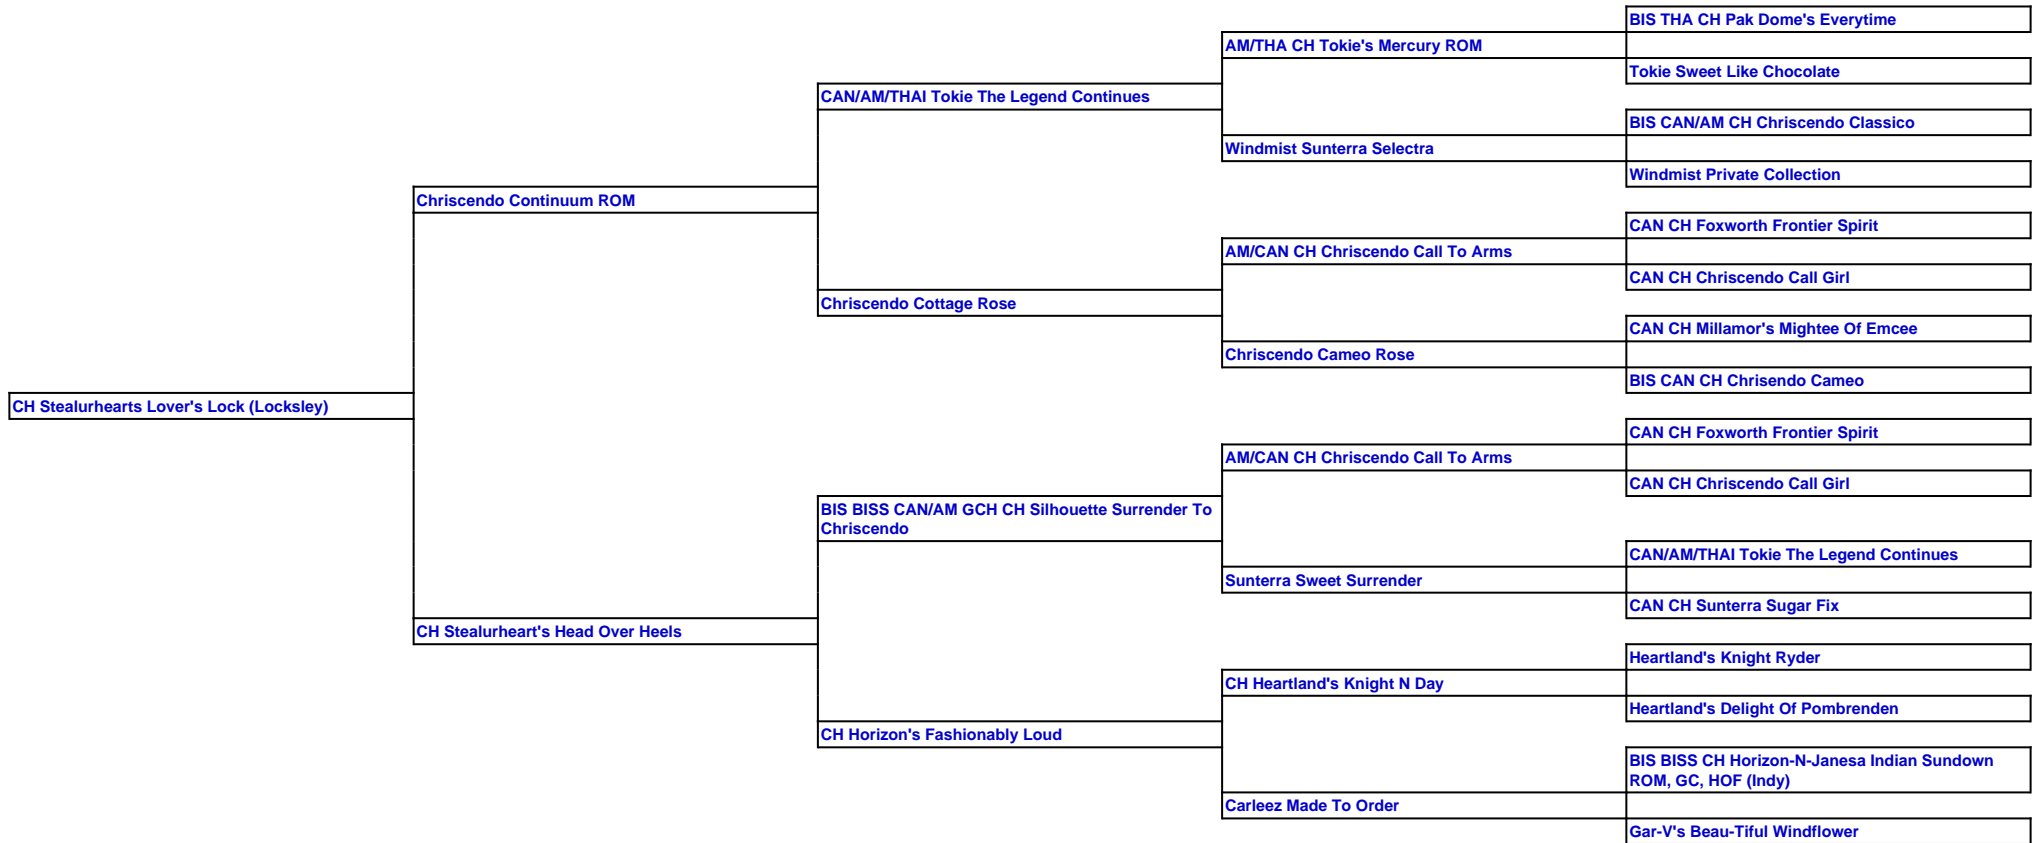 BIS THA CH Pak Dome's Everytime
AM/THA CH Tokie's Mercury ROM
Tokie Sweet Like Chocolate
CAN/AM/THAI Tokie The Legend Continues
BIS CAN/AM CH Chriscendo Classico
Windmist Sunterra Selectra
Windmist Private Collection
Chriscendo Continuum ROM
CAN CH Foxworth Frontier Spirit
AM/CAN CH Chriscendo Call To Arms
CAN CH Chriscendo Call Girl
Chriscendo Cottage Rose
CAN CH Millamor's Mightee Of Emcee
Chriscendo Cameo Rose
BIS CAN CH Chrisendo Cameo
CH Stealurhearts Lover's Lock (Locksley)
CAN CH Foxworth Frontier Spirit
AM/CAN CH Chriscendo Call To Arms
CAN CH Chriscendo Call Girl
BIS BISS CAN/AM GCH CH Silhouette Surrender To
Chriscendo
CAN/AM/THAI Tokie The Legend Continues
Sunterra Sweet Surrender
CAN CH Sunterra Sugar Fix
CH Stealurheart's Head Over Heels
Heartland's Knight Ryder
CH Heartland's Knight N Day
Heartland's Delight Of Pombrenden
CH Horizon's Fashionably Loud
BIS BISS CH Horizon-N-Janesa Indian Sundown
ROM, GC, HOF (Indy)
Carleez Made To Order
Gar-V's Beau-Tiful Windflower